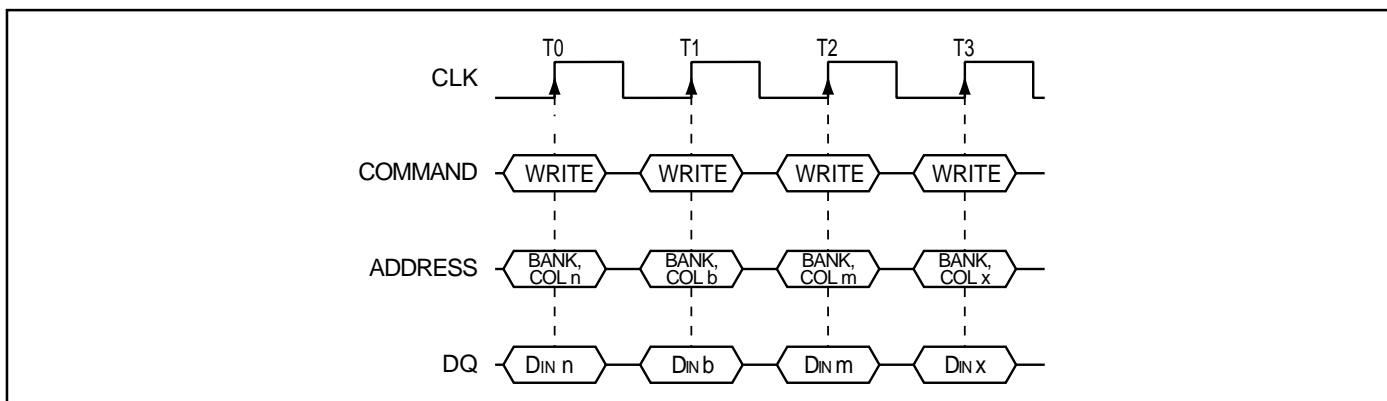 T0 T1 T2 T3
CLK
COMMAND WRITE WRITE WRITE WRITE
ADDRESS BANK, COL n BANK, COL b BANK, COL m BANK, COL x
DQ DIN n DIN b DIN m DIN x